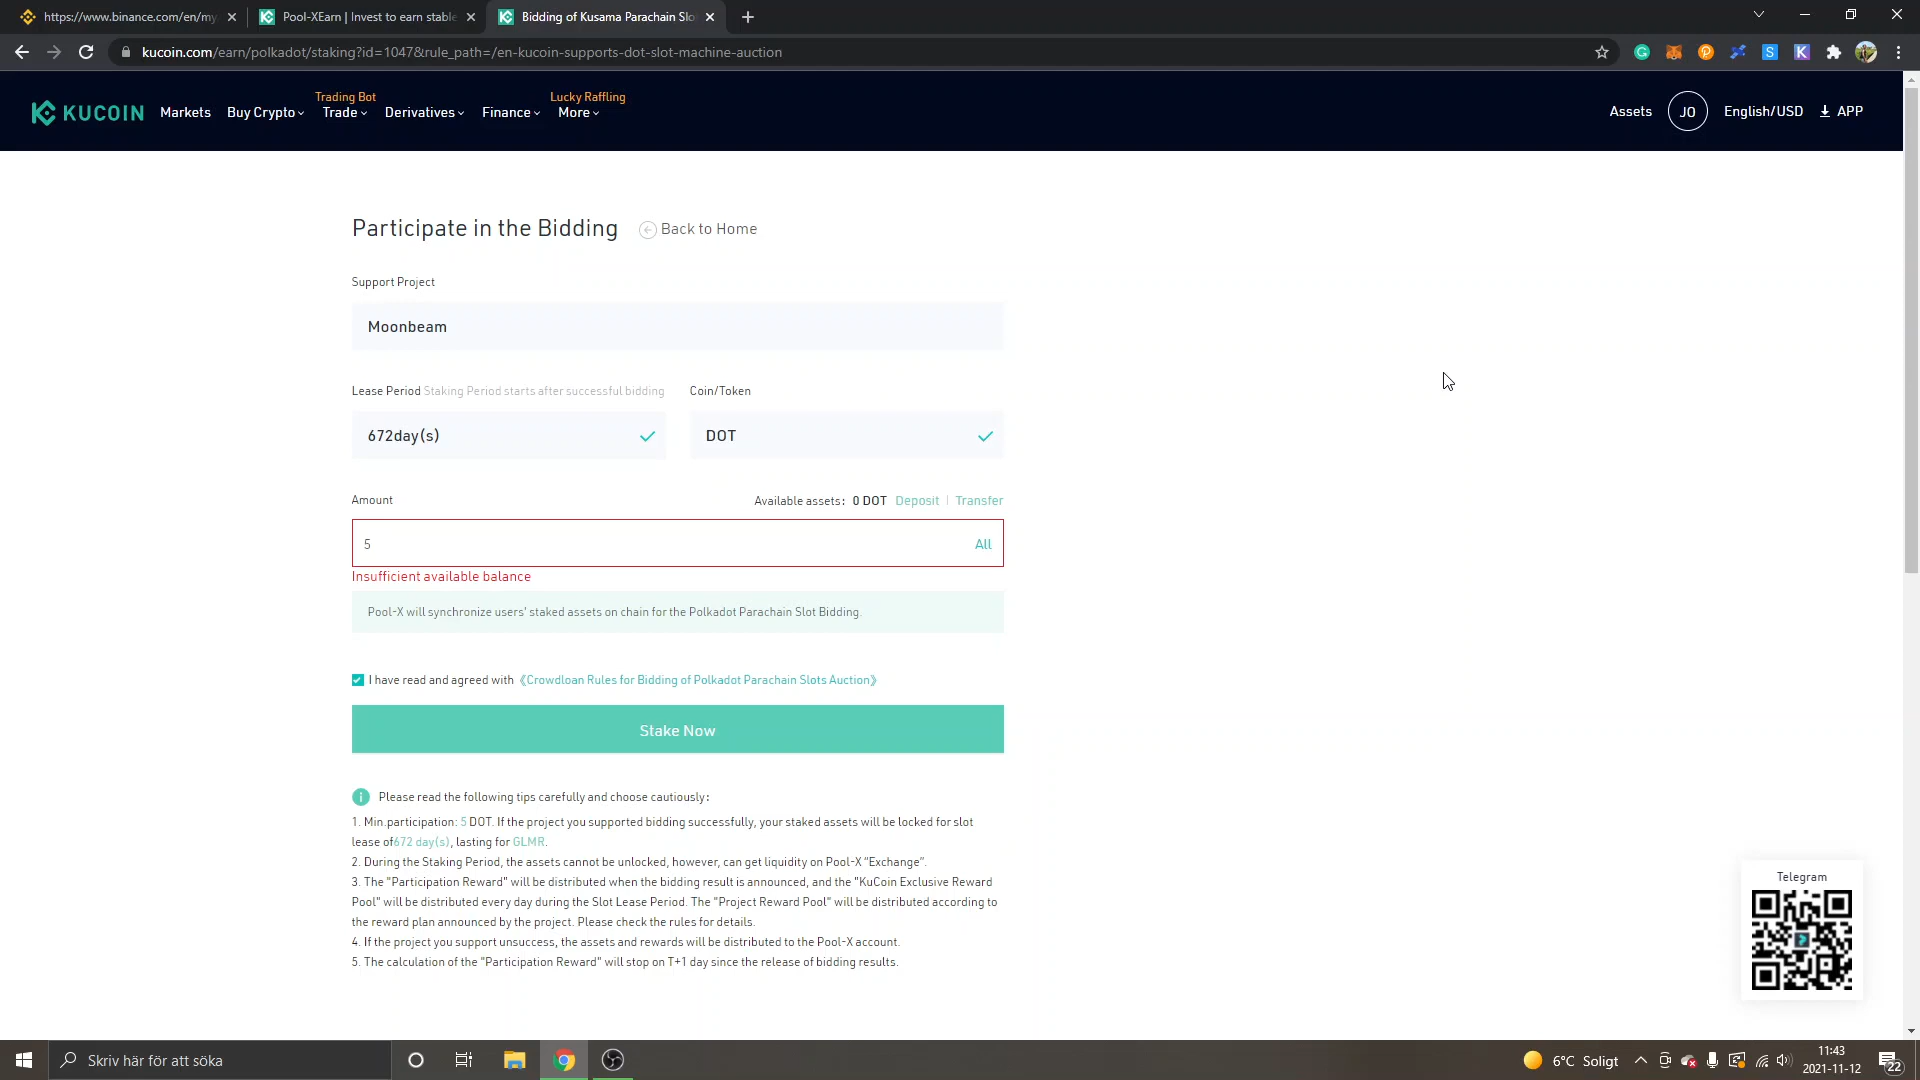 https://www.binance.com/en/my
Pool-XEarn | Invest to earn stable
Bidding of Kusama Parachain Slo
kucoin.com/earn/polkadot/staking?id=1047&rule_path=/en-kucoin-supports-dot-slot-machine-auction
Trading Bot
Lucky Raffling
KUCOIN
Markets
Buy Crypto
Trade
Derivatives
Finance
More
Assets
JO
English/USD
APP
Participate in the Bidding
Back to Home
Support Project
Moonbeam
Lease Period Staking Period starts after successful bidding
Coin/Token
672day(s)
DOT
Amount
Available assets: 0 DOT Deposit | Transfer
5
All
Insufficient available balance
Pool-X will synchronize users' staked assets on chain for the Polkadot Parachain Slot Bidding.
I have read and agreed with 《Crowdloan Rules for Bidding of Polkadot Parachain Slots Auction》
Stake Now
Please read the following tips carefully and choose cautiously:
1. Min.participation: 5 DOT. If the project you supported bidding successfully, your staked assets will be locked for slot
lease of672 day(s), lasting for GLMR.
2. During the Staking Period, the assets cannot be unlocked, however, can get liquidity on Pool-X “Exchange”.
3. The "Participation Reward" will be distributed when the bidding result is announced, and the "KuCoin Exclusive Reward
Pool" will be distributed every day during the Slot Lease Period. The "Project Reward Pool" will be distributed according to
the reward plan announced by the project. Please check the rules for details.
4. If the project you support unsuccess, the assets and rewards will be distributed to the Pool-X account.
5. The calculation of the "Participation Reward" will stop on T+1 day since the release of bidding results.
Telegram
Skriv här för att söka
6°C Soligt
11:43
2021-11-12
22